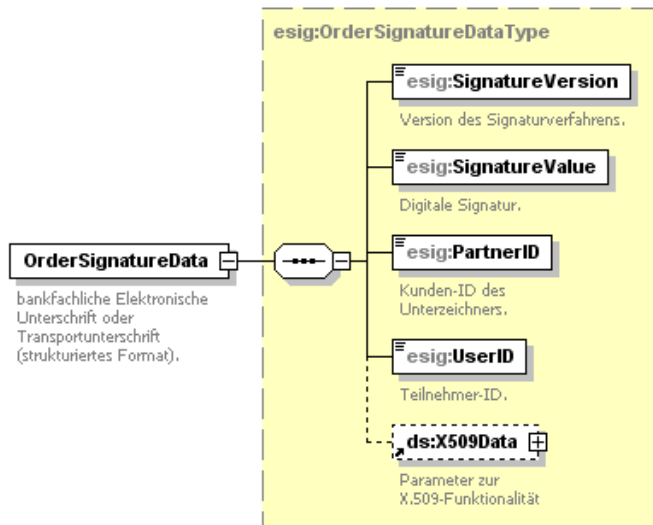 esig:OrderSignatureDataType
esig:SignatureVersion
Version des Signaturverfahrens.
esig:SignatureValue
Digitale Signatur.
OrderSignatureData
bankfachliche Elektronische
Unterschrift oder
Transportunterschrift
(strukturiertes Format).
esig:PartnerID
Kunden-ID des
Unterzeichners.
esig:UserID
Teilnehmer-ID.
ds:X509Data
Parameter zur
X.509-Funktionalität